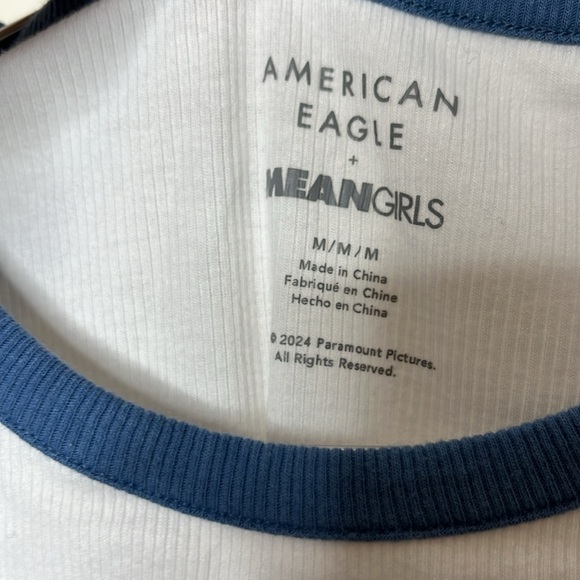 AMERICAN
EAGLE
+
MEANGIRLS
M/M/M
Made in China
Fabriqué en Chine
Hecho en China
© 2024 Paramount Pictures.
All Rights Reserved.